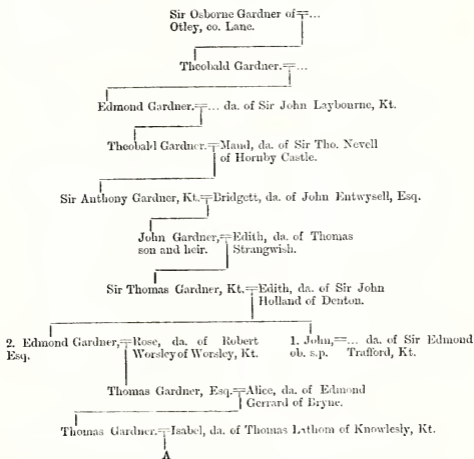 Sir Osborne Gardner of=...
Otley, co. Lanc.
Theobald Gardner.=...
Edmond Gardner.=... da. of Sir John Laybourne, Kt.
Theobald Gardner.=Maud, da. of Sir Tho. Nevell
of Hornby Castle.
Sir Anthony Gardner, Kt.=Bridgett, da. of John Entwysell, Esq.
John Gardner,=Edith, da. of Thomas
son and heir. Strangwish.
Sir Thomas Gardner, Kt.=Edith, da. of Sir John
Holland of Denton.
2. Edmond Gardner,=Rose, da. of Robert 1. John,=... da. of Sir Edmond
Esq. Worsley of Worsley, Kt. ob. s.p. Trafford, Kt.
Thomas Gardner, Esq.=Alice, da. of Edmond
Gerrard of Bryne.
Thomas Gardner.=Isabel, da. of Thomas Lathom of Knowlesly, Kt.
A